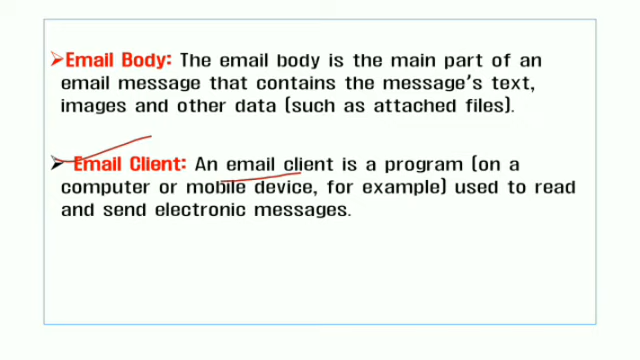 ➢Email Body: The email body is the main part of an
email message that contains the message's text,
images and other data (such as attached files).
➢ Email Client: An email client is a program (on a
computer or mobile device, for example) used to read
and send electronic messages.